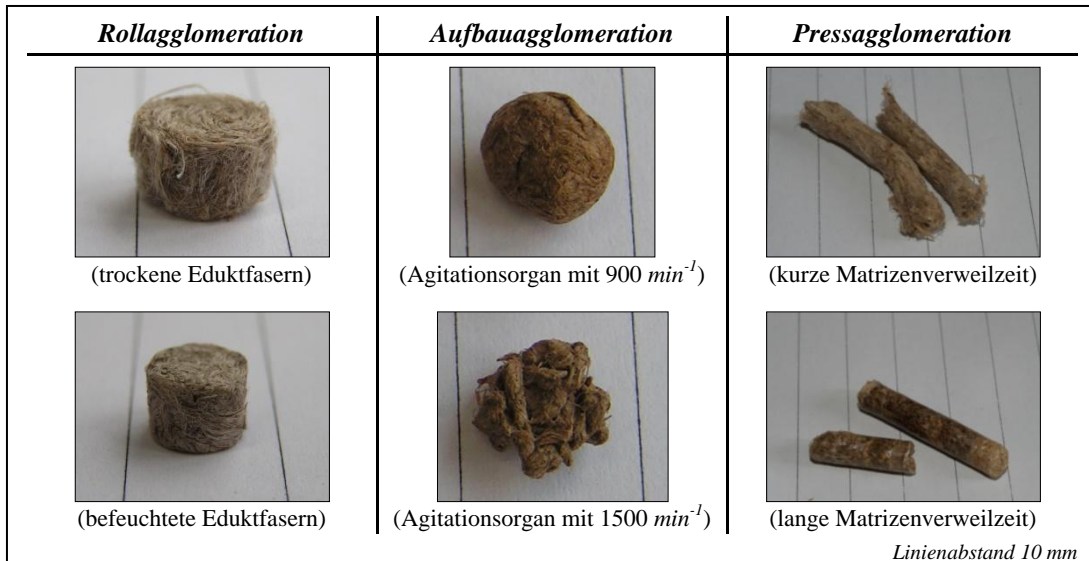 Rollagglomeration
Aufbauagglomeration
Pressagglomeration
(trockene Eduktfasern)
(Agitationsorgan mit 900 min⁻¹)
(kurze Matrizenverweilzeit)
(befeuchtete Eduktfasern)
(Agitationsorgan mit 1500 min⁻¹)
(lange Matrizenverweilzeit)
Linienabstand 10 mm